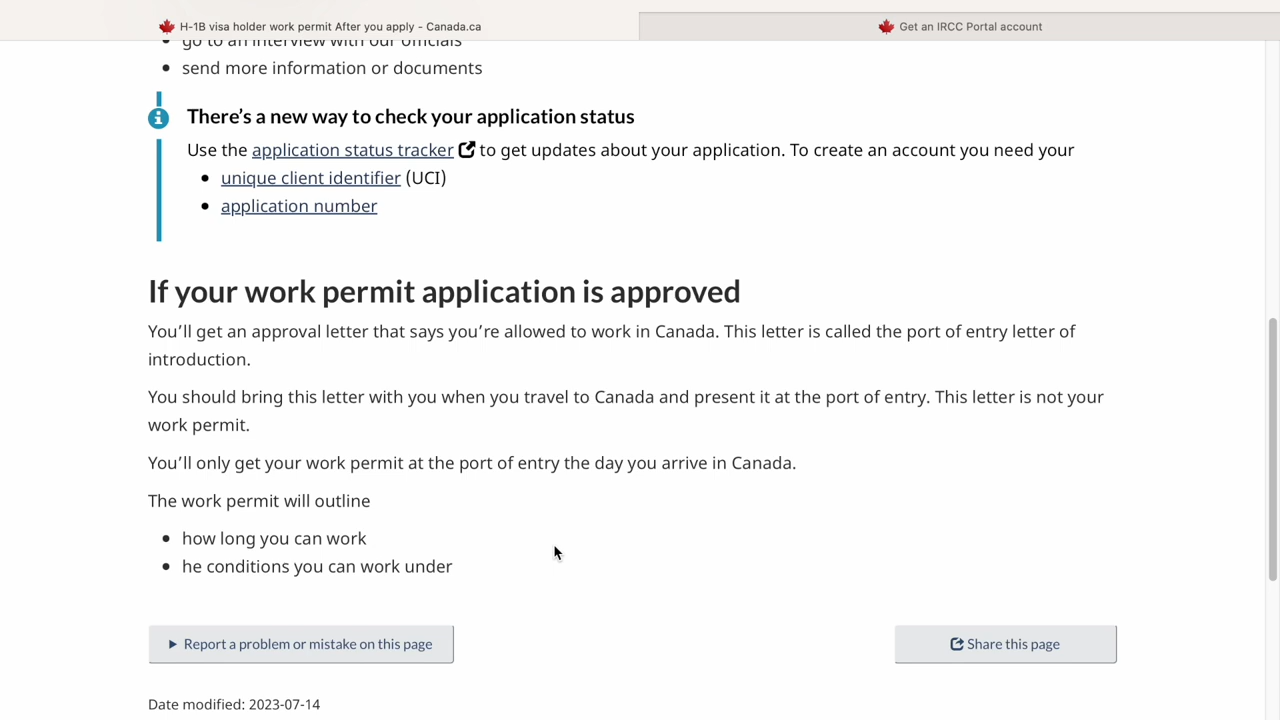 H-1B visa holder work permit After you apply - Canada.ca
Get an IRCC Portal account
go to an interview with our officials
send more information or documents
There's a new way to check your application status
Use the application status tracker to get updates about your application. To create an account you need your
unique client identifier (UCI)
application number
If your work permit application is approved
You'll get an approval letter that says you're allowed to work in Canada. This letter is called the port of entry letter of
introduction.
You should bring this letter with you when you travel to Canada and present it at the port of entry. This letter is not your
work permit.
You'll only get your work permit at the port of entry the day you arrive in Canada.
The work permit will outline
how long you can work
he conditions you can work under
Report a problem or mistake on this page
Share this page
Date modified: 2023-07-14